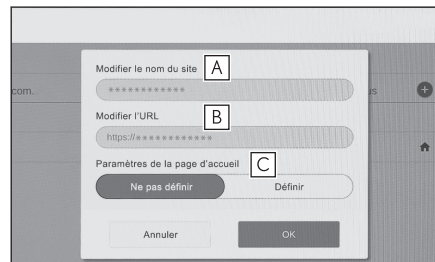 Modifier le nom du site A
com.
************
us
Modifier l'URL B
https://************
Paramètres de la page d'accueil C
Ne pas définir
Définir
Annuler
OK